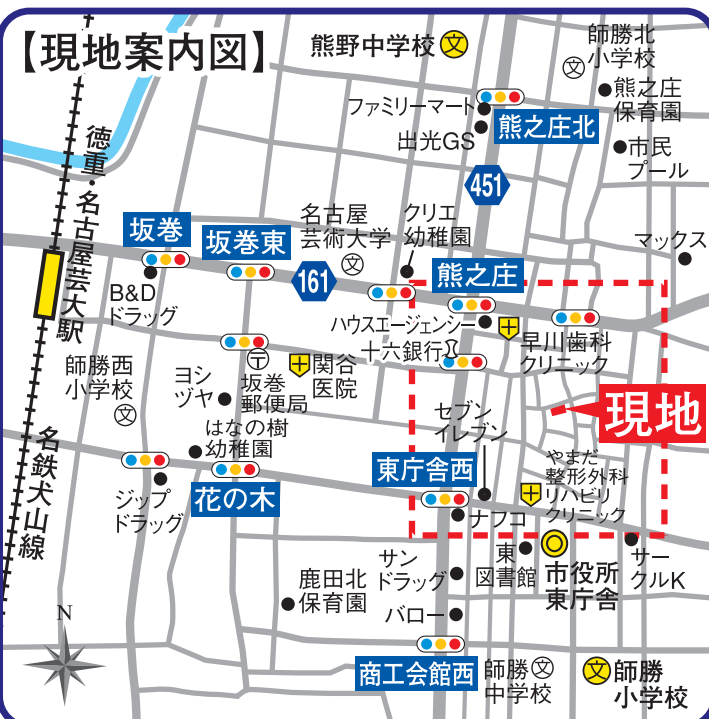 【現地案内図】
熊野中学校
文
師勝北
小学校
文
熊之庄
保育園
ファミリーマート
出光GS
熊之庄北
市民
プール
徳重・名古屋芸大駅
451
坂巻
坂巻東
名古屋
芸術大学
文
クリエ
幼稚園
マックス
161
熊之庄
B&D
ドラッグ
ハウスエージェンシー
十六銀行
早川歯科
クリニック
師勝西
小学校
文
ヨシ
ヅヤ
坂巻
郵便局
関谷
医院
現地
セブン
イレブン
はなの樹
幼稚園
名鉄犬山線
東庁舎西
やまだ
整形外科
リハビリ
クリニック
ジップ
ドラッグ
花の木
ナフコ
東
図書館
市役所
東庁舎
サー
クルK
サン
ドラッグ
鹿田北
保育園
バロー
N
商工会館西
師勝
中学校
文
文
師勝
小学校